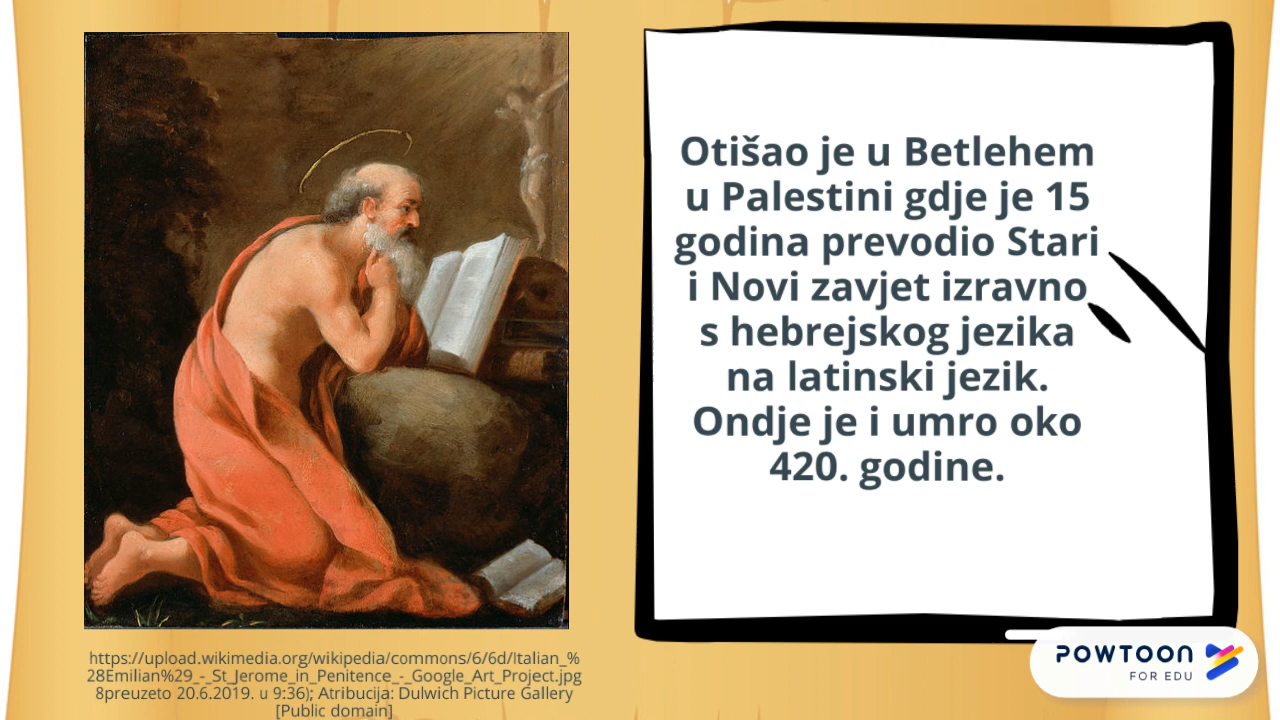 Otišao je u Betlehem
u Palestini gdje je 15
godina prevodio Stari
i Novi zavjet izravno
s hebrejskog jezika
na latinski jezik.
Ondje je i umro oko
420. godine.
https://upload.wikimedia.org/wikipedia/commons/6/6d/Italian_%
28Emilian%29_-_St_Jerome_in_Penitence_-_Google_Art_Project.jpg
8preuzeto 20.6.2019. u 9:36); Atribucija: Dulwich Picture Gallery
[Public domain]
POWTOON
FOR EDU